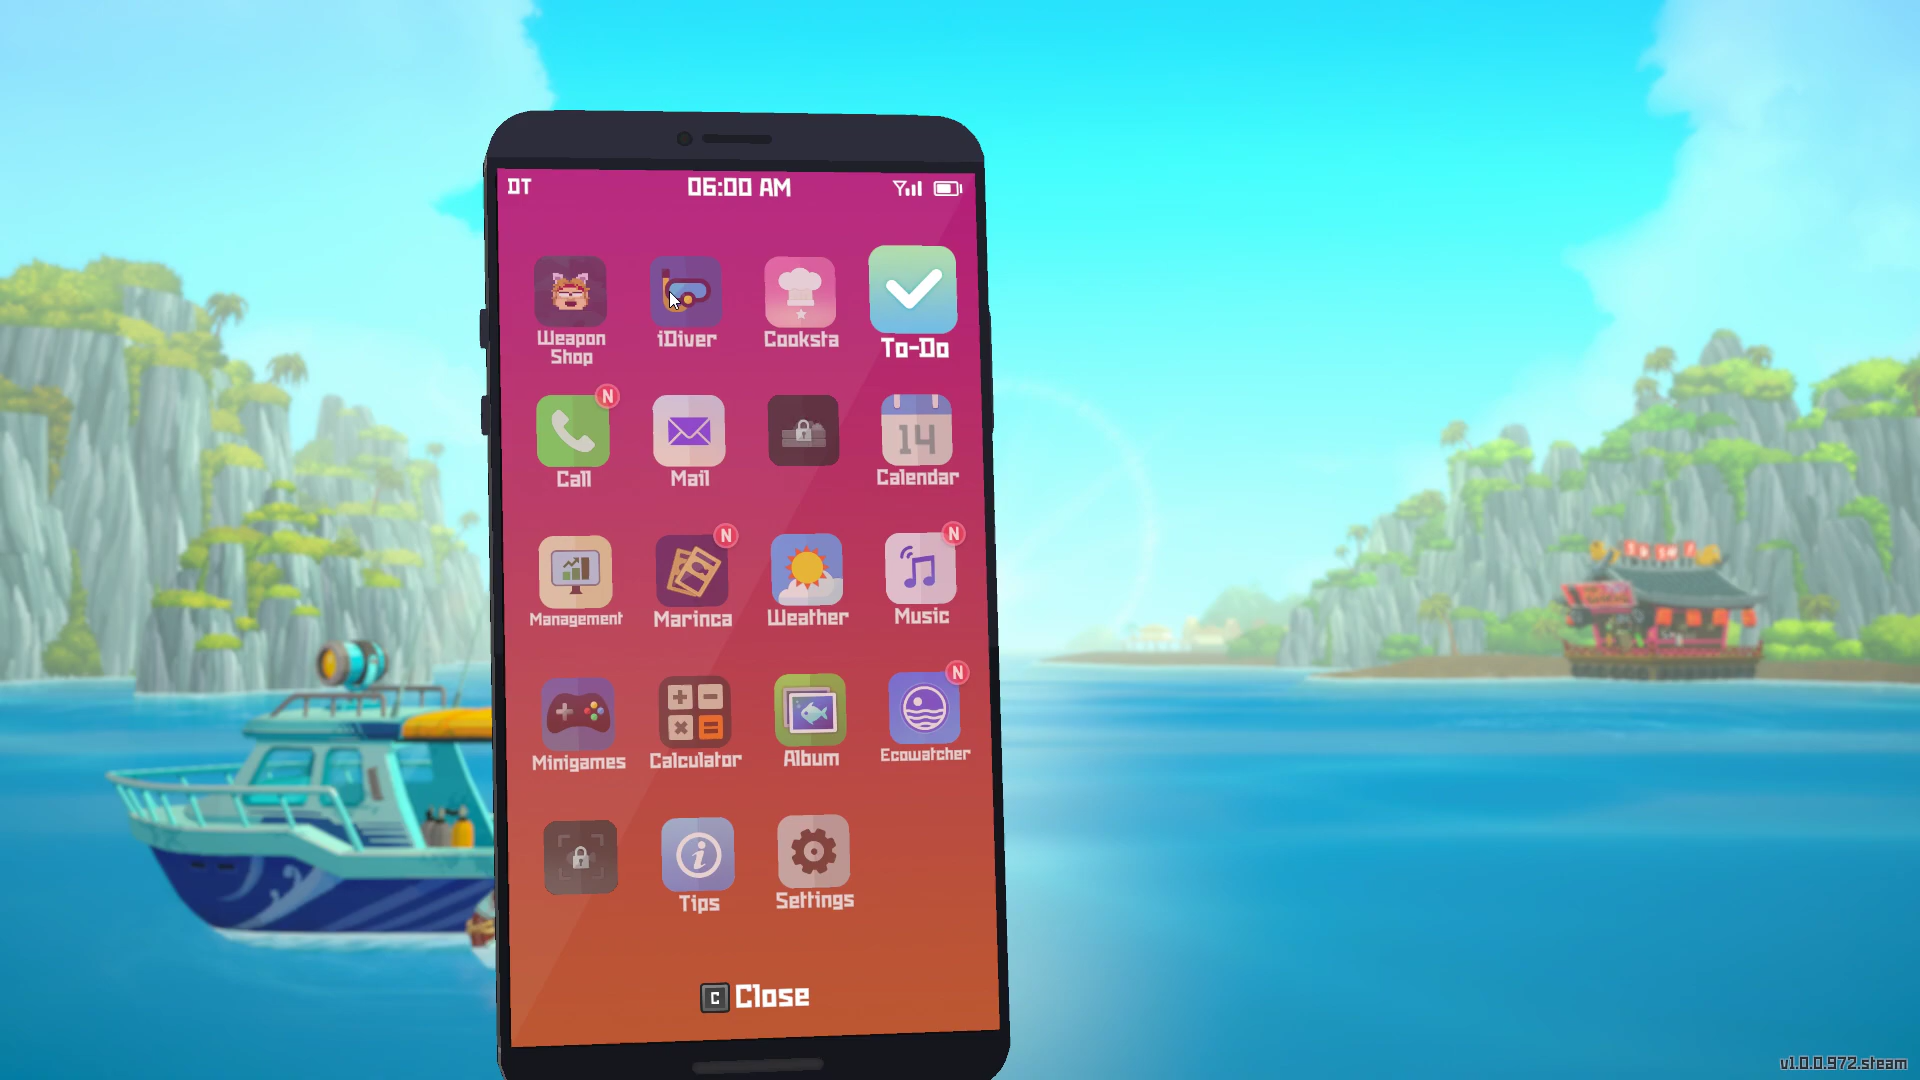 DT
06:00 AM
Weapon
Shop
iDiver
Cooksta
To-Do
N
Call
Mail
14
Calendar
Management
N
Marinca
Weather
N
Music
Minigames
Calculator
Album
N
Ecowatcher
i
Tips
Settings
C Close
v1.0.0.972.steam